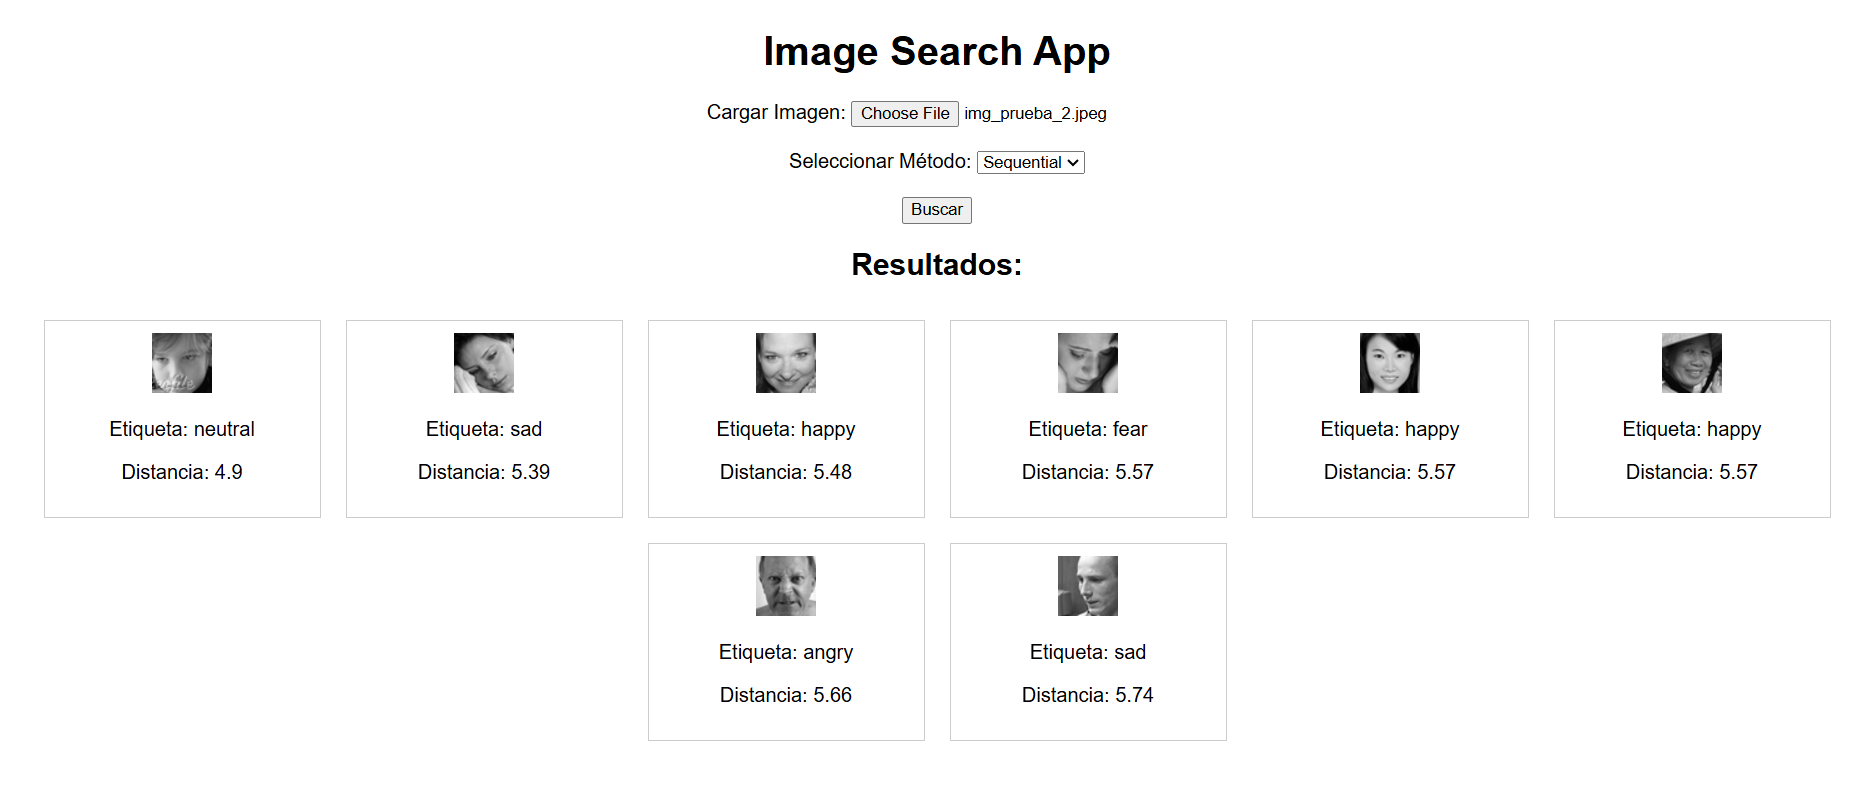 Image Search App
Cargar Imagen: Choose File img_prueba_2.jpeg
Seleccionar Método: Sequential
Buscar
Resultados:
Etiqueta: neutral
Distancia: 4.9
Etiqueta: sad
Distancia: 5.39
Etiqueta: happy
Distancia: 5.48
Etiqueta: fear
Distancia: 5.57
Etiqueta: happy
Distancia: 5.57
Etiqueta: happy
Distancia: 5.57
Etiqueta: angry
Distancia: 5.66
Etiqueta: sad
Distancia: 5.74